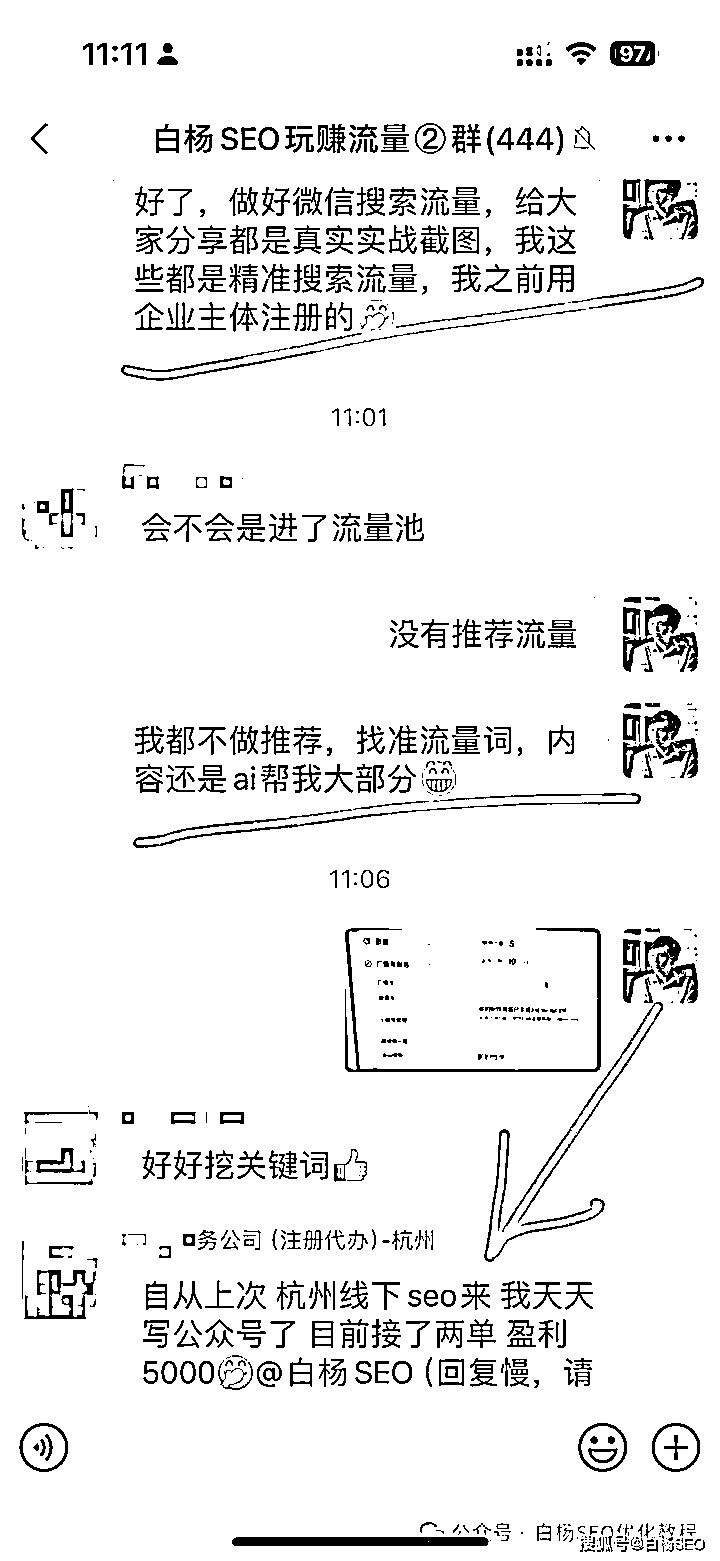 11:11
97
白杨SEO玩赚流量②群(444)
好了，做好微信搜索流量，给大
家分享都是真实实战截图，我这
些都是精准搜索流量，我之前用
企业主体注册的
11:01
会不会是进了流量池
没有推荐流量
我都不做推荐，找准流量词，内
容还是ai帮我大部分
11:06
好好挖关键词
务公司（注册代办）-杭州
自从上次 杭州线下seo来 我天天
写公众号了 目前接了两单 盈利
5000 @白杨SEO（回复慢，请
公众号 · 白杨SEO优化教程
搜狐号@白杨SEO